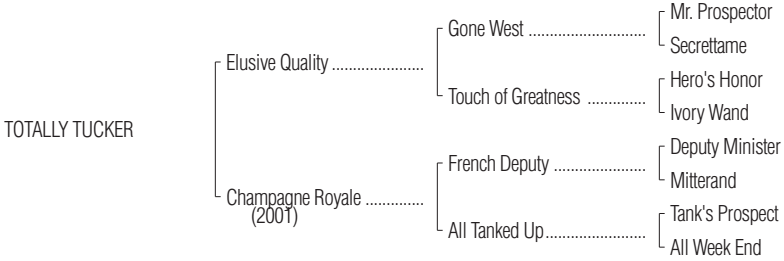 Mr. Prospector
Gone West ............................
Secrettame
Elusive Quality ......................
Hero's Honor
Touch of Greatness ..............
Ivory Wand
TOTALLY TUCKER
Deputy Minister
French Deputy ......................
Mitterand
Champagne Royale ..............
(2001)
Tank's Prospect
All Tanked Up........................
All Week End